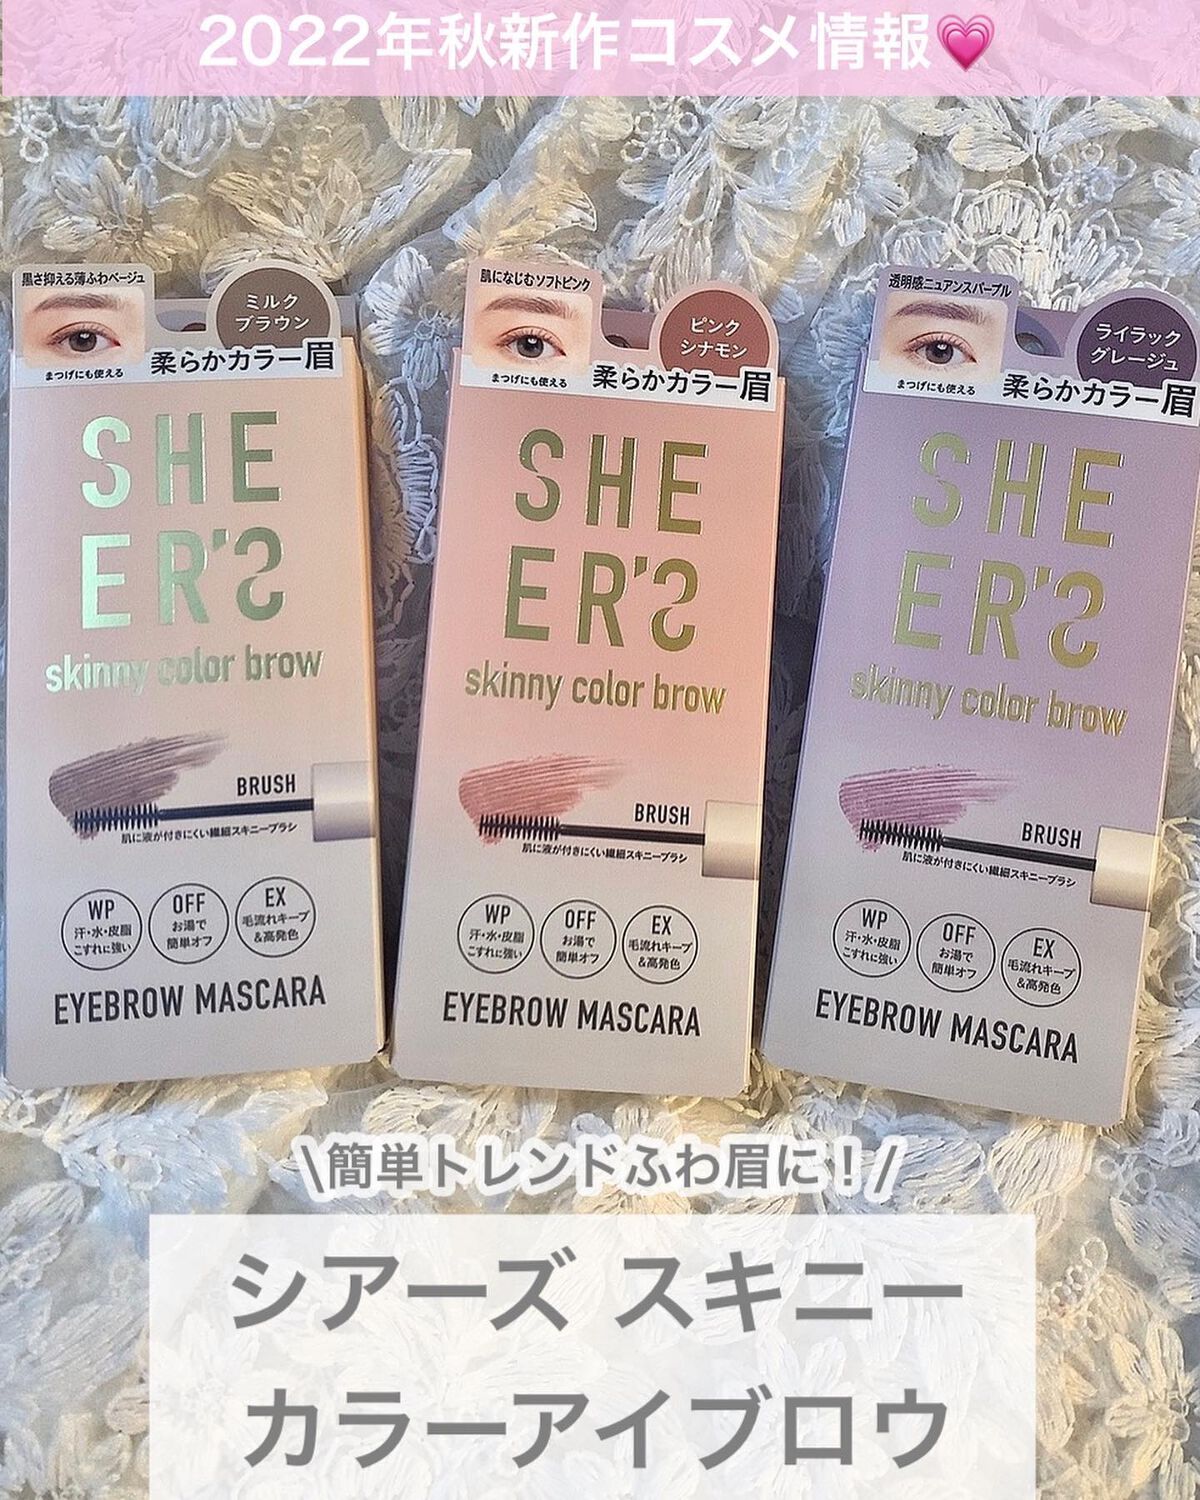 2022年秋新作コスメ情報💗
黒さ抑える薄ふわベージュ
ミルク
ブラウン
まつげにも使える
柔らかカラー眉
SHE
ER'S
skinny color brow
BRUSH
肌に液が付きにくい繊細スキニーブラシ
WP
汗・水・皮脂
こすれに強い
OFF
お湯で
簡単オフ
EX
毛流れキープ
&高発色
EYEBROW MASCARA
肌になじむソフトピンク
ピンク
シナモン
まつげにも使える
柔らかカラー眉
SHE
ER'S
skinny color brow
BRUSH
肌に液が付きにくい繊細スキニーブラシ
WP
汗・水・皮脂
こすれに強い
OFF
お湯で
簡単オフ
EX
毛流れキープ
&高発色
EYEBROW MASCARA
透明感ニュアンスパープル
ライラック
グレージュ
まつげにも使える
柔らかカラー眉
SHE
ER'S
skinny color brow
BRUSH
肌に液が付きにくい繊細スキニーブラシ
WP
汗・水・皮脂
こすれに強い
OFF
お湯で
簡単オフ
EX
毛流れキープ
&高発色
EYEBROW MASCARA
\簡単トレンドふわ眉に！/
シアーズ スキニー
カラーアイブロウ